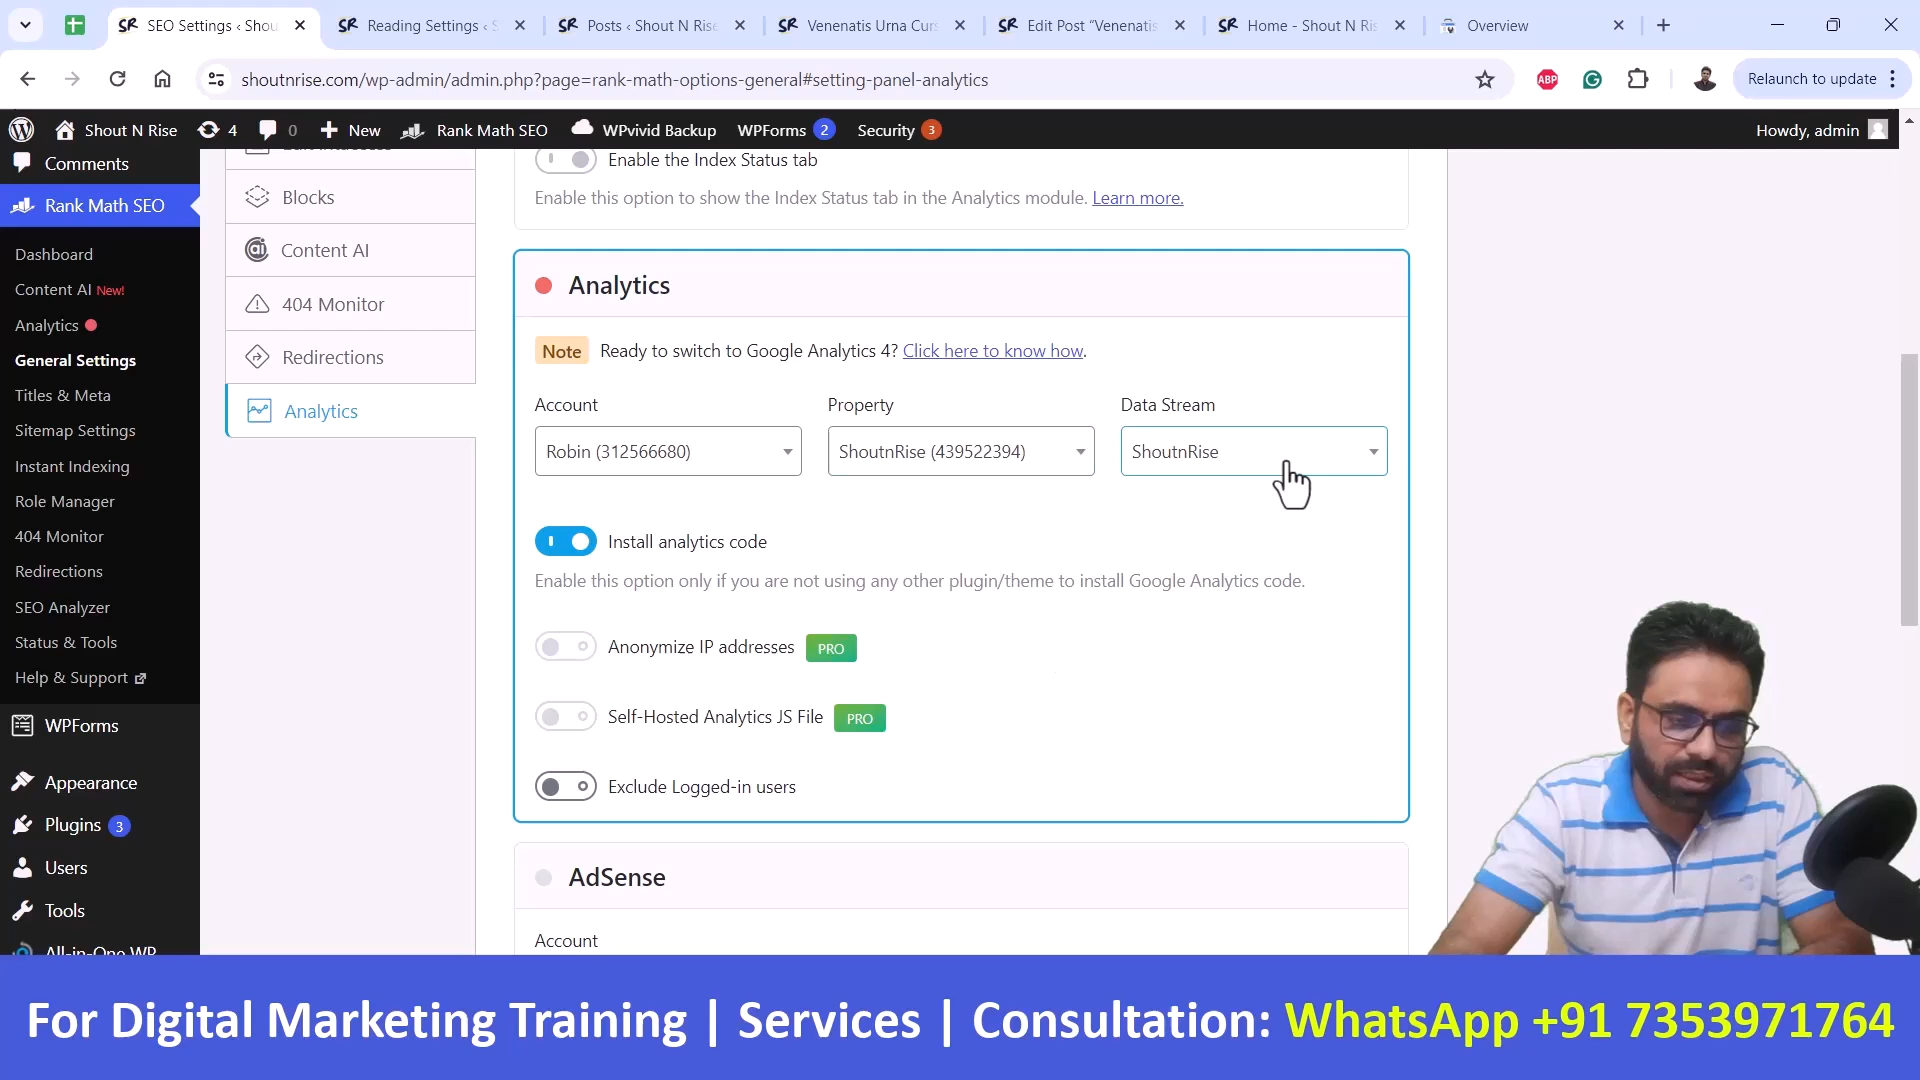 SEO Settings ‹ Shou
Reading Settings ‹ S
Posts ‹ Shout N Rise
Venenatis Urna Curs
Edit Post “Venenatis
Home - Shout N Ris
Overview
shoutnrise.com/wp-admin/admin.php?page=rank-math-options-general#setting-panel-analytics
ABP
Relaunch to update
Shout N Rise
4
0
New
Rank Math SEO
WPvivid Backup
WPForms 2
Security 3
Howdy, admin
Comments
Rank Math SEO
Dashboard
Content AI New!
Analytics
General Settings
Titles & Meta
Sitemap Settings
Instant Indexing
Role Manager
404 Monitor
Redirections
SEO Analyzer
Status & Tools
Help & Support
WPForms
Appearance
Plugins 3
Users
Tools
All-in-One WP
Blocks
Content AI
404 Monitor
Redirections
Analytics
Enable the Index Status tab
Enable this option to show the Index Status tab in the Analytics module. Learn more.
Analytics
Note Ready to switch to Google Analytics 4? Click here to know how.
Account
Property
Data Stream
Robin (312566680)
ShoutnRise (439522394)
ShoutnRise
Install analytics code
Enable this option only if you are not using any other plugin/theme to install Google Analytics code.
Anonymize IP addresses PRO
Self-Hosted Analytics JS File PRO
Exclude Logged-in users
AdSense
Account
For Digital Marketing Training | Services | Consultation: WhatsApp +91 7353971764